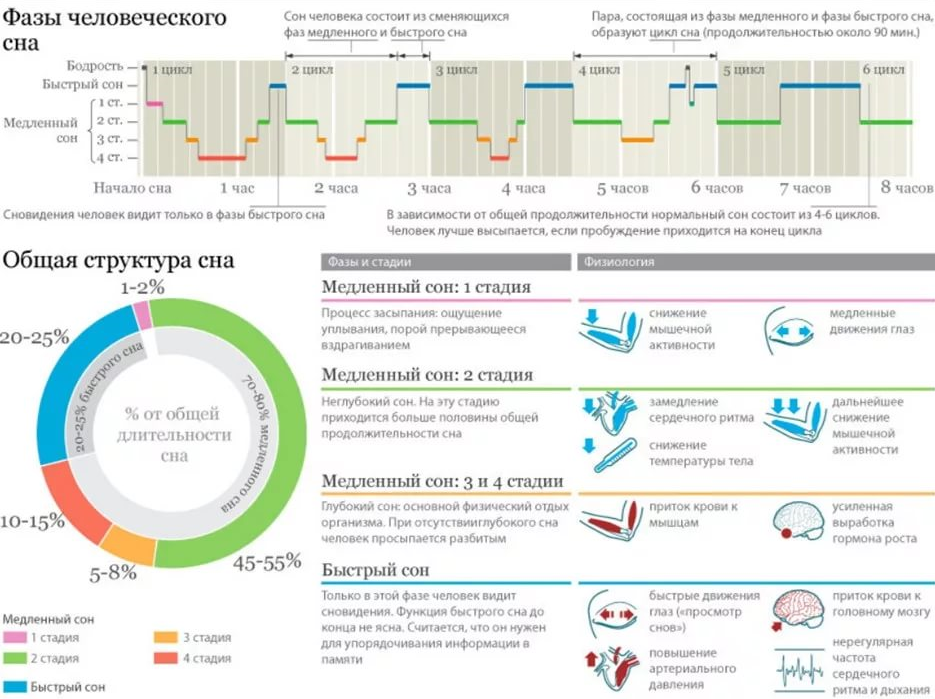 Фазы человеческого
сна
Сон человека состоит из сменяющихся
фаз медленного и быстрого сна
Пара, состоящая из фазы медленного и фазы быстрого сна,
образуют цикл сна (продолжительностью около 90 мин.)
Бодрость
Быстрый сон
Медленный
сон
1 ст.
2 ст.
3 ст.
4 ст.
1 цикл
2 цикл
3 цикл
4 цикл
5 цикл
6 цикл
Начало сна
1 час
2 часа
3 часа
4 часа
5 часов
6 часов
7 часов
8 часов
Сновидения человек видит только в фазы быстрого сна
В зависимости от общей продолжительности нормальный сон состоит из 4-6 циклов.
Человек лучше высыпается, если пробуждение приходится на конец цикла
Общая структура сна
1-2%
20-25%
10-15%
5-8%
45-55%
20-25% быстрого сна
70-80% медленного сна
% от общей
длительности
сна
Медленный сон
1 стадия
2 стадия
3 стадия
4 стадия
Быстрый сон
Фазы и стадии
Физиология
Медленный сон: 1 стадия
Процесс засыпания: ощущение
уплывания, порой прерывающееся
вздрагиванием
снижение
мышечной
активности
медленные
движения глаз
Медленный сон: 2 стадия
Неглубокий сон. На эту стадию
приходится больше половины общей
продолжительности сна
замедление
сердечного ритма
снижение
температуры тела
дальнейшее
снижение
мышечной
активности
Медленный сон: 3 и 4 стадии
Глубокий сон: основной физический отдых
организма. При отсутствииглубокого сна
человек просыпается разбитым
приток крови к
мышцам
усиленная
выработка
гормона роста
Быстрый сон
Только в этой фазе человек видит
сновидения. Функция быстрого сна до
конца не ясна. Считается, что он нужен
для упорядочивания информации в
памяти
быстрые движения
глаз («просмотр
снов»)
повышение
артериального
давления
приток крови к
головному мозгу
нерегулярная
частота
сердечного
ритма и дыхания